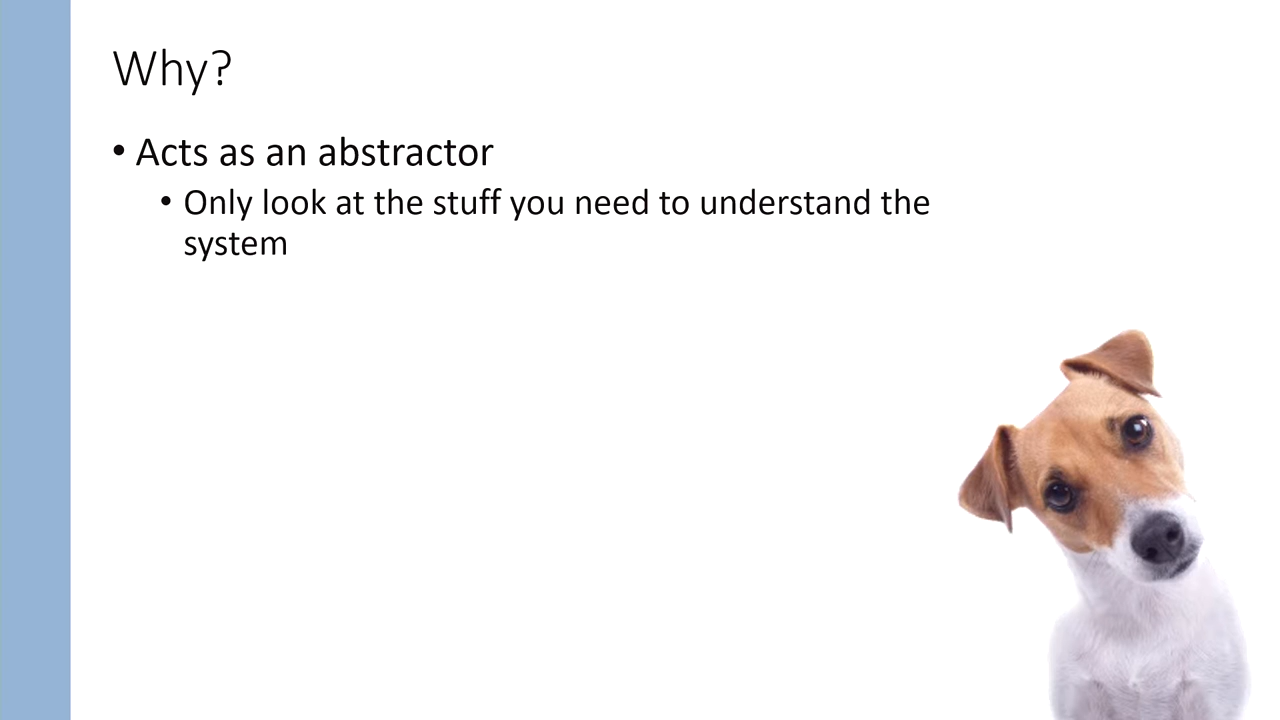 Why?
• Acts as an abstractor
• Only look at the stuff you need to understand the
system